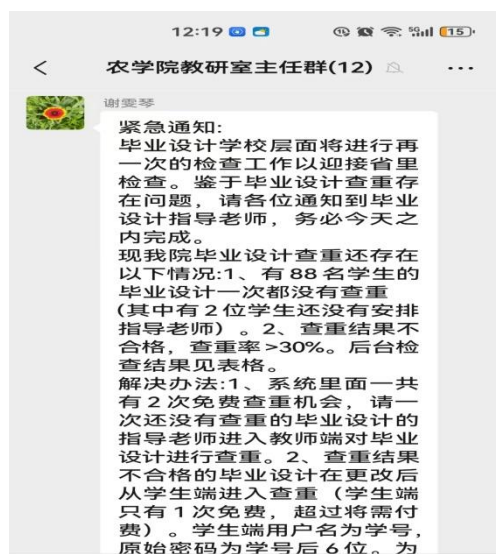 12:19
5G 15
农学院教研室主任群(12)
谢雯琴
紧急通知:
毕业设计学校层面将进行再
一次的检查工作以迎接省里
检查。鉴于毕业设计查重存
在问题，请各位通知到毕业
设计指导老师，务必今天之
内完成。
现我院毕业设计查重还存在
以下情况:1、有88名学生的
毕业设计一次都没有查重
(其中有2位学生还没有安排
指导老师）。2、查重结果不
合格，查重率>30%。后台检
查结果见表格。
解决办法:1、系统里面一共
有2次免费查重机会，请一
次还没有查重的毕业设计的
指导老师进入教师端对毕业
设计进行查重。2、查重结果
不合格的毕业设计在更改后
从学生端进入查重（学生端
只有1次免费，超过将需付
费）。学生端用户名为学号，
原始密码为学号后6位。为